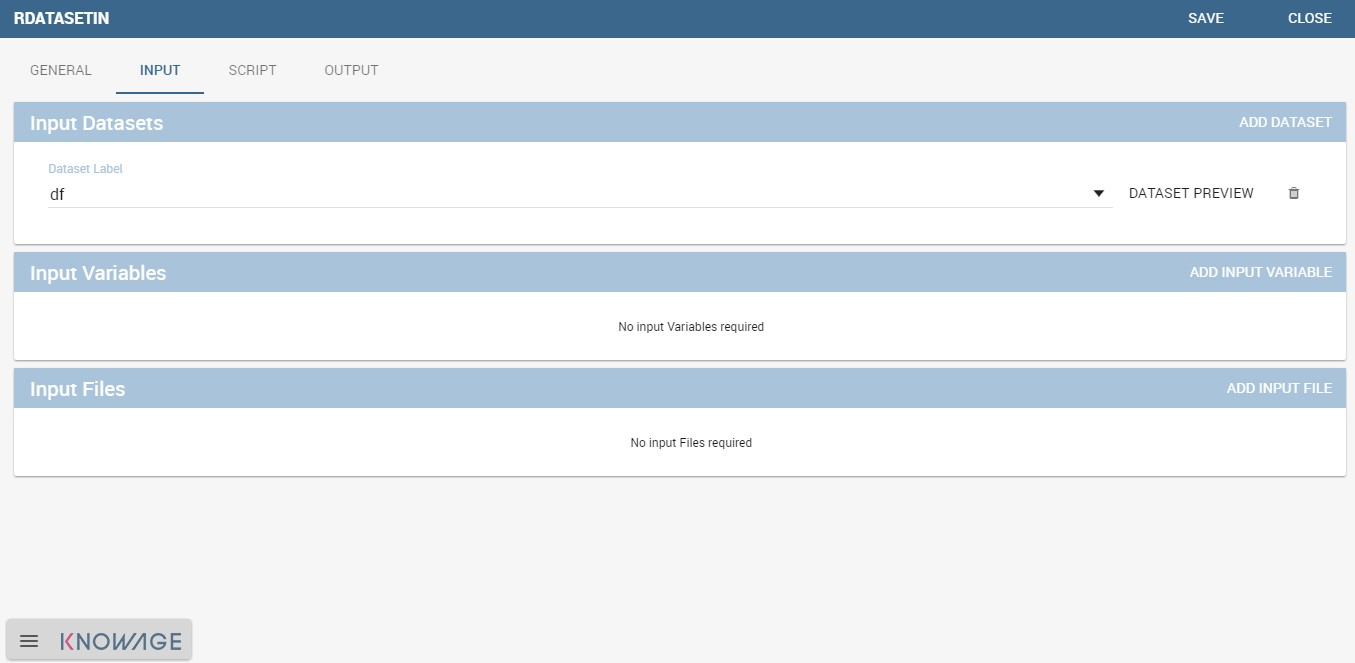 RDATASETIN SAVE CLOSE
GENERAL INPUT SCRIPT OUTPUT
Input Datasets ADD DATASET
Dataset Label
df DATASET PREVIEW
Input Variables ADD INPUT VARIABLE
No input Variables required
Input Files ADD INPUT FILE
No input Files required
KNOWAGE